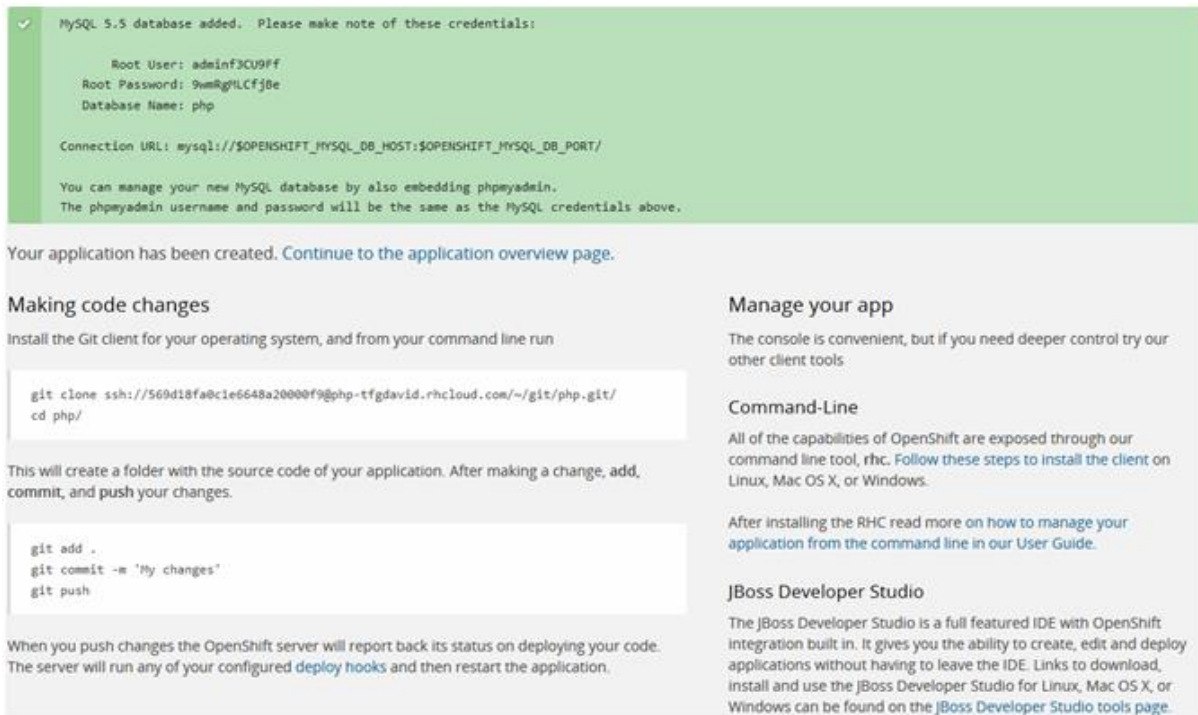 MySQL 5.5 database added. Please make note of these credentials:
Root User: adminf3CU9Ff
Root Password: 9wmRgMLCfjBe
Database Name: php
Connection URL: mysql://$OPENSHIFT_MYSQL_DB_HOST:$OPENSHIFT_MYSQL_DB_PORT/
You can manage your new MySQL database by also embedding phpmyadmin.
The phpmyadmin username and password will be the same as the MySQL credentials above.
Your application has been created. Continue to the application overview page.
Making code changes
Install the Git client for your operating system, and from your command line run
git clone ssh://569d18fa0c1e6648a20000f9@php-tfgdavid.rhcloud.com/~/git/php.git/
cd php/
This will create a folder with the source code of your application. After making a change, add,
commit, and push your changes.
git add .
git commit -m 'My changes'
git push
When you push changes the OpenShift server will report back its status on deploying your code.
The server will run any of your configured deploy hooks and then restart the application.
Manage your app
The console is convenient, but if you need deeper control try our
other client tools
Command-Line
All of the capabilities of OpenShift are exposed through our
command line tool, rhc. Follow these steps to install the client on
Linux, Mac OS X, or Windows.
After installing the RHC read more on how to manage your
application from the command line in our User Guide.
JBoss Developer Studio
The JBoss Developer Studio is a full featured IDE with OpenShift
integration built in. It gives you the ability to create, edit and deploy
applications without having to leave the IDE. Links to download,
install and use the JBoss Developer Studio for Linux, Mac OS X, or
Windows can be found on the JBoss Developer Studio tools page.